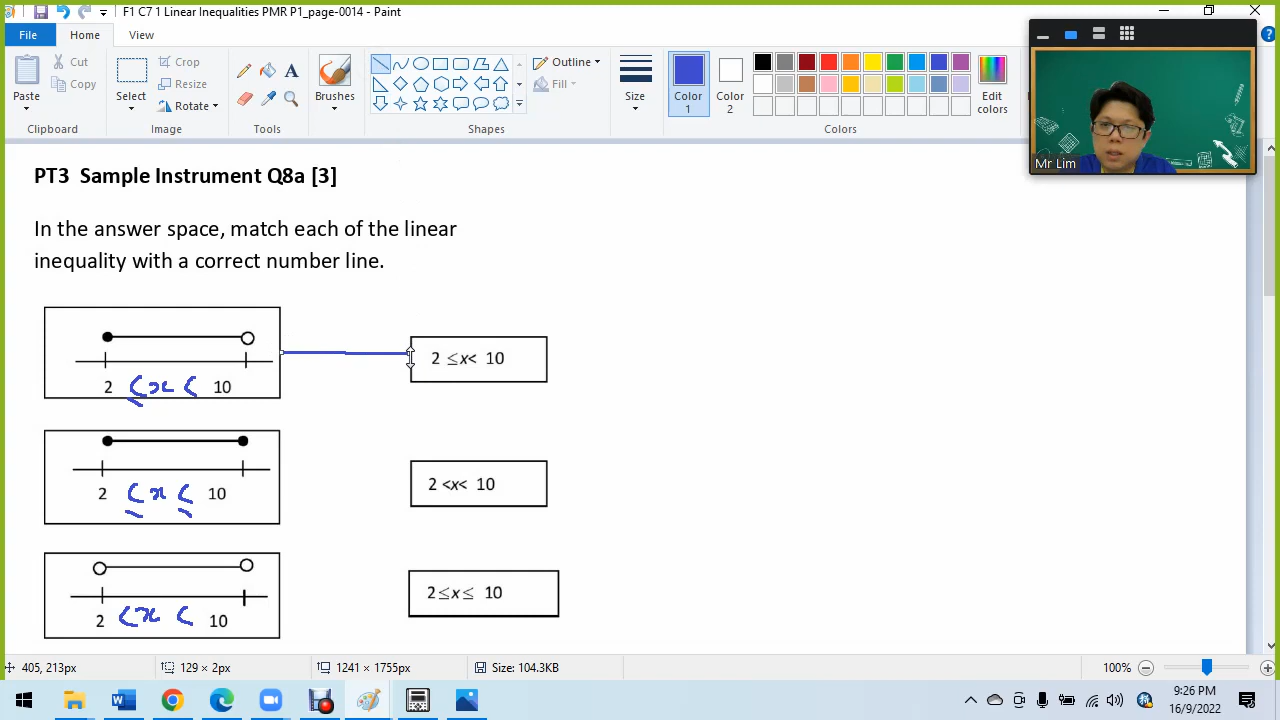 F1 C7 1 Linear Inequalities PMR P1_page-0014 - Paint
File Home View
Paste
Cut
Copy
Clipboard
Select
Crop
Resize
Rotate
Image
Tools
Brushes
Shapes
Outline
Fill
Size
Color 1
Color 2
Edit colors
Colors
Mr Lim
PT3 Sample Instrument Q8a [3]
In the answer space, match each of the linear
inequality with a correct number line.
2 ≤ x < 10
2 ≤ x < 10
2 ≤ x ≤ 10
2 < x < 10
2 < x < 10
2 ≤ x ≤ 10
405, 213px 129 × 2px 1241 × 1755px Size: 104.3KB 100%
9:26 PM
16/9/2022